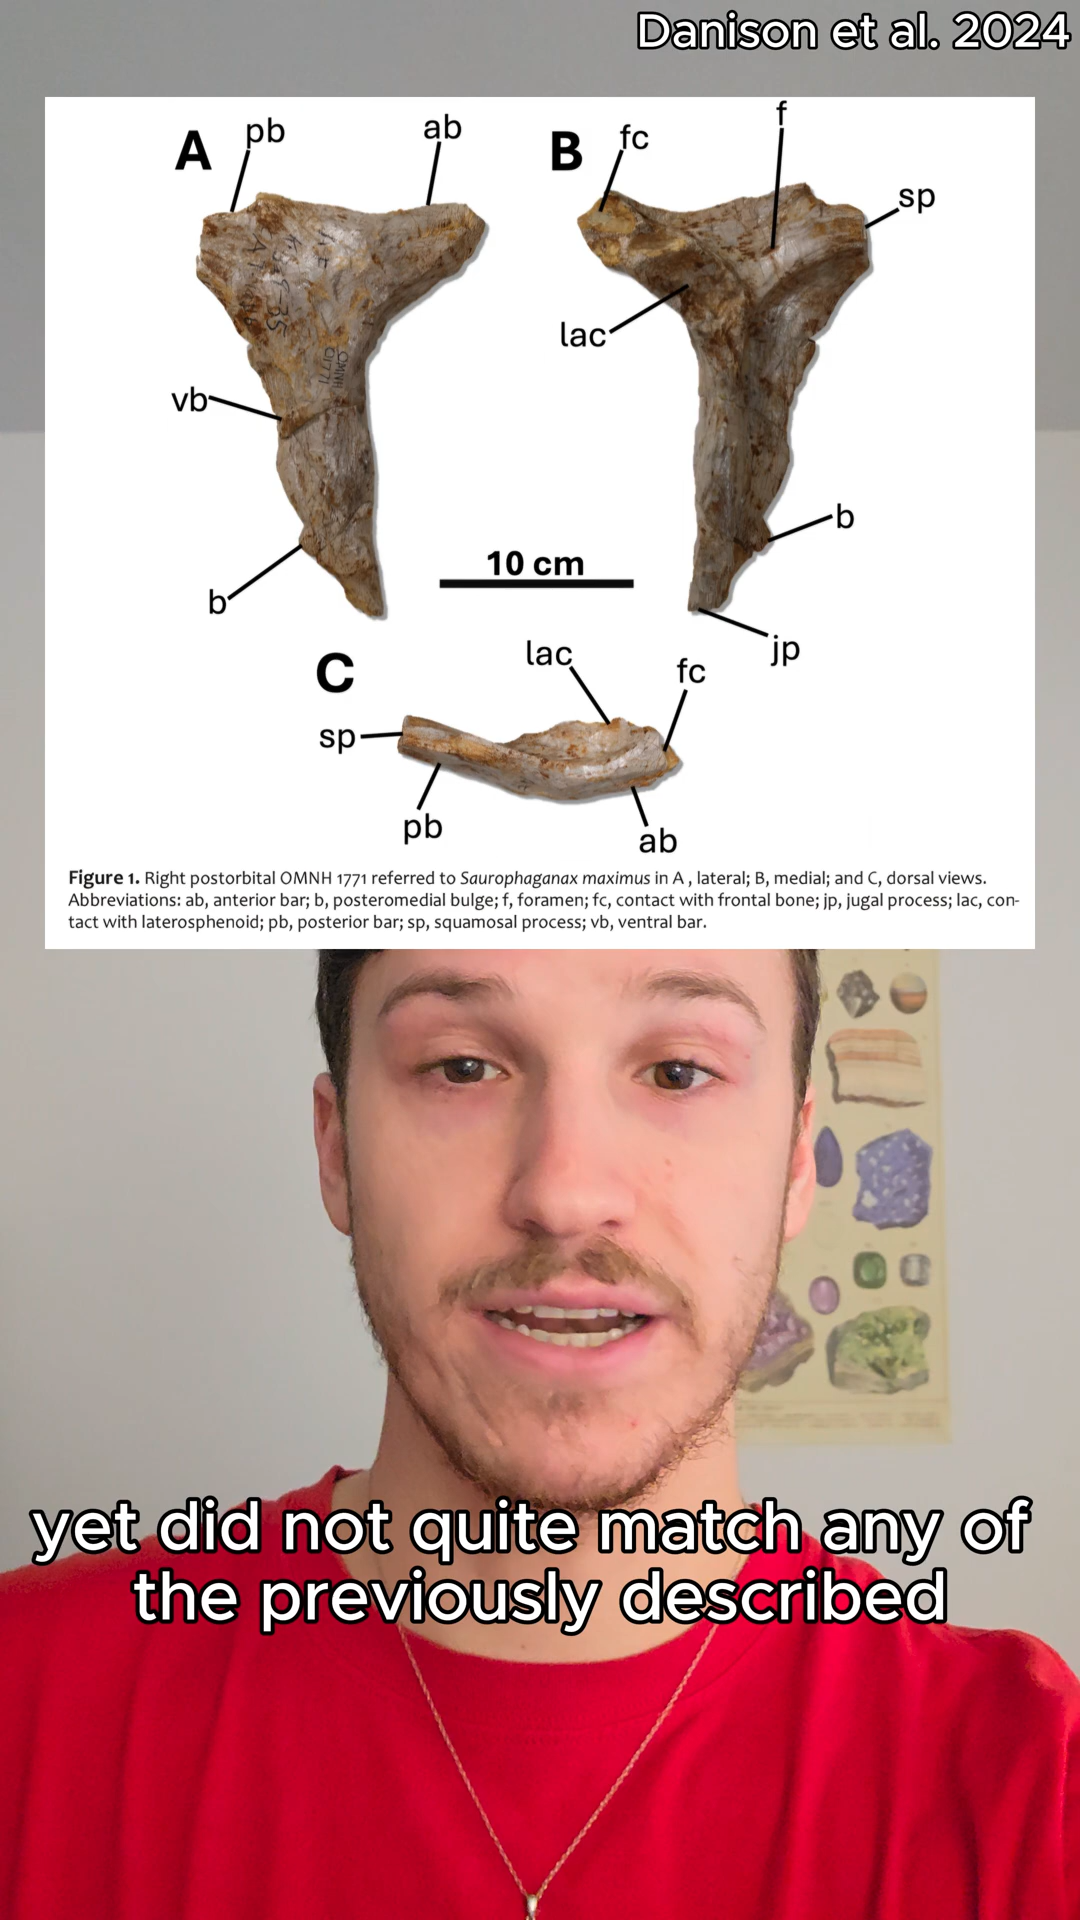 Danison et al. 2024
A
pb
ab
B
fc
f
sp
lac
vb
b
b
10 cm
jp
C
lac
fc
sp
pb
ab
Figure 1. Right postorbital OMNH 1771 referred to Saurophaganax maximus in A , lateral; B, medial; and C, dorsal views.
Abbreviations: ab, anterior bar; b, posteromedial bulge; f, foramen; fc, contact with frontal bone; jp, jugal process; lac, con-
tact with laterosphenoid; pb, posterior bar; sp, squamosal process; vb, ventral bar.
yet did not quite match any of
the previously described